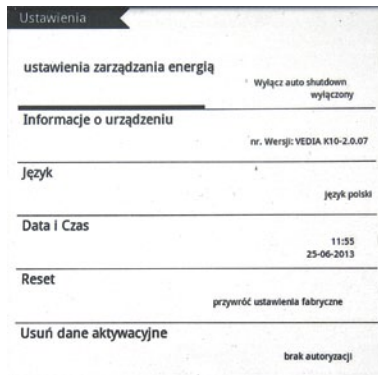 Ustawienia
ustawienia zarządzania energią
Wyłącz auto shutdown
wyłączony
Informacje o urządzeniu
nr. Wersji: VEDIA K10-2.0.07
Język
język polski
Data i Czas
11:55
25-06-2013
Reset
przywróć ustawienia fabryczne
Usuń dane aktywacyjne
brak autoryzacji